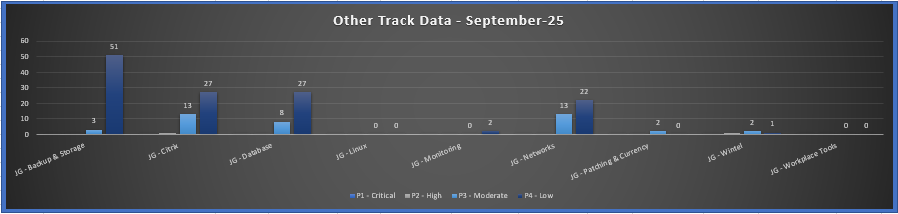 Other Track Data - September-25
60
50
40
30
20
10
0
3
51
13
27
8
27
0
0
0
2
13
22
2
0
2
1
0
0
JG - Backup & Storage
JG - Citrik
JG - Database
JG - Linux
JG - Monitoring
JG - Networks
JG - Patching & Currency
JG - Wintel
JG - Workplace Tools
P1 - Critical P2 - High P3 - Moderate P4 - Low